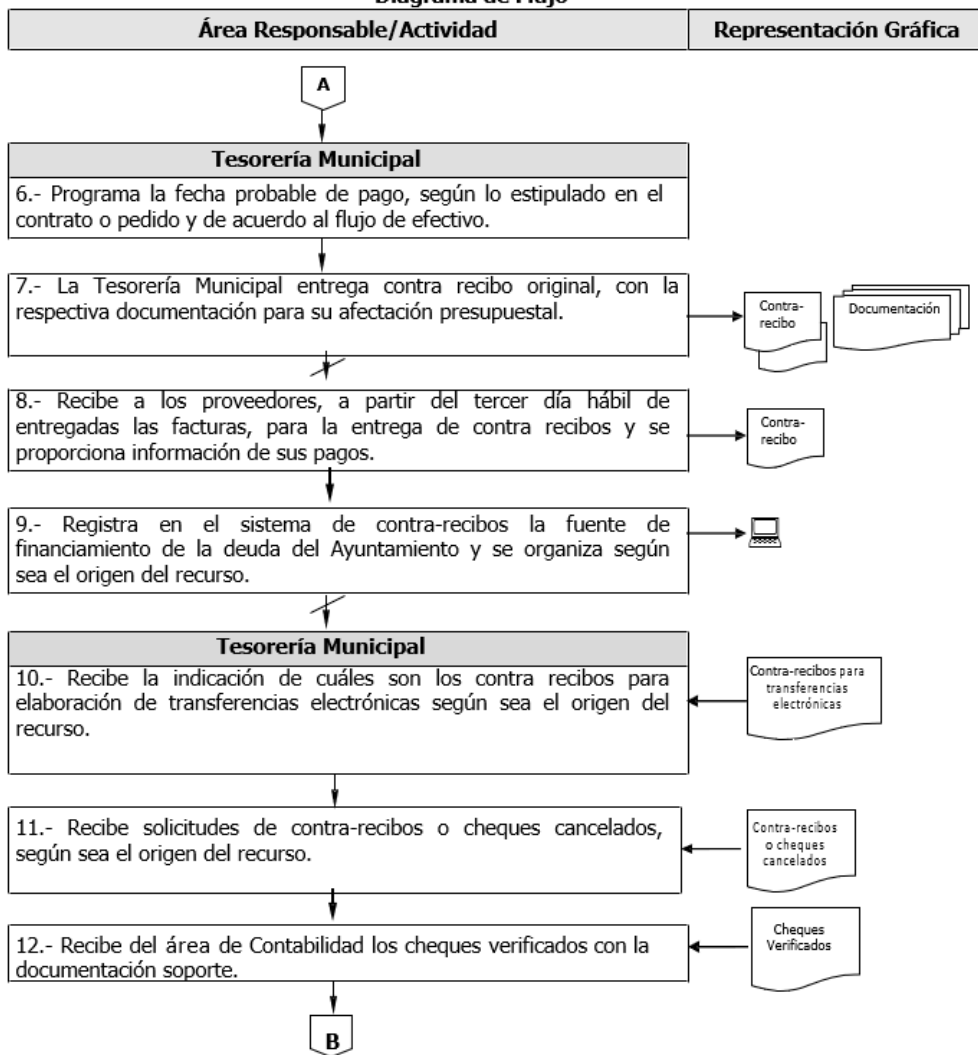 Diagrama de Flujo
Área Responsable/Actividad
Representación Gráfica
A
Tesorería Municipal
6.- Programa la fecha probable de pago, según lo estipulado en el
contrato o pedido y de acuerdo al flujo de efectivo.
7.- La Tesorería Municipal entrega contra recibo original, con la
respectiva documentación para su afectación presupuestal.
Contra-
recibo
Documentación
8.- Recibe a los proveedores, a partir del tercer día hábil de
entregadas las facturas, para la entrega de contra recibos y se
proporciona información de sus pagos.
Contra-
recibo
9.- Registra en el sistema de contra-recibos la fuente de
financiamiento de la deuda del Ayuntamiento y se organiza según
sea el origen del recurso.
Tesorería Municipal
10.- Recibe la indicación de cuáles son los contra recibos para
elaboración de transferencias electrónicas según sea el origen del
recurso.
Contra-recibos para
transferencias
electrónicas
11.- Recibe solicitudes de contra-recibos o cheques cancelados,
según sea el origen del recurso.
Contra-recibos
o cheques
cancelados
12.- Recibe del área de Contabilidad los cheques verificados con la
documentación soporte.
Cheques
Verificados
B